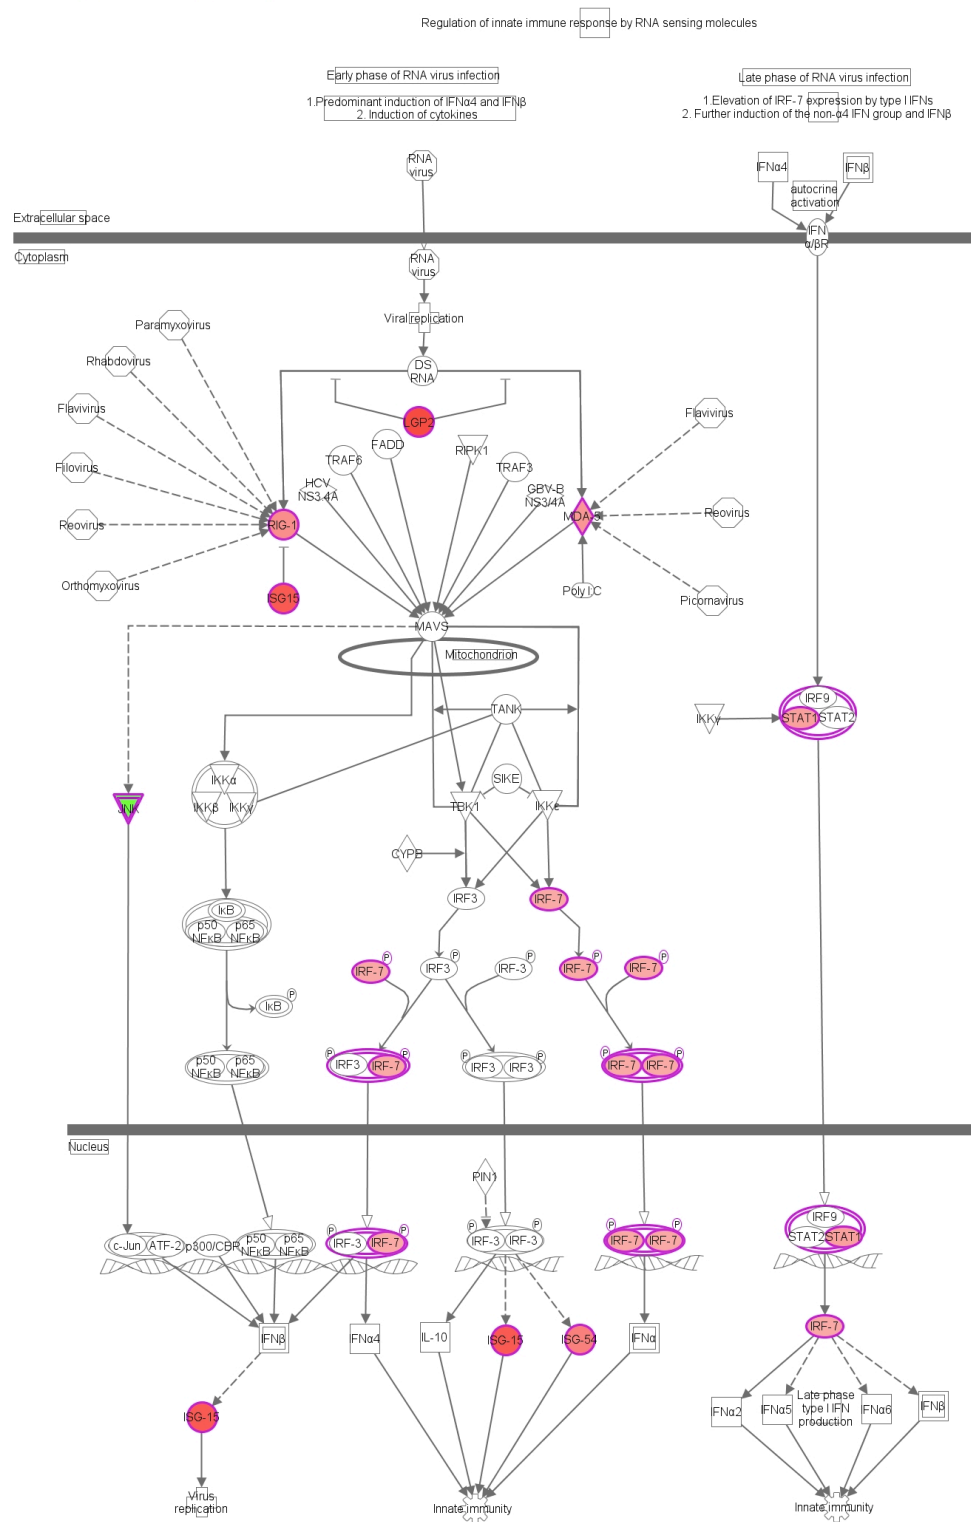 Regulation of innate immune response by RNA sensing molecules
Early phase of RNA virus infection
Late phase of RNA virus infection
1.Predominant induction of IFNα4 and IFNβ
2. Induction of cytokines
1.Elevation of IRF-7 expression by type I IFNs
2. Further induction of the non-α4 IFN group and IFNβ
RNA
virus
IFNα4
IFNβ
autocrine
activation
Extracellular space
IFN
α/βR
Cytoplasm
RNA
virus
Viral replication
Paramyxovirus
Rhabdovirus
DS
RNA
Flavivirus
LGP2
Flavivirus
FADD
RIPK1
TRAF6
TRAF3
Filovirus
HCV
NS3.4A
GBV-B
NS3/4A
Reovirus
RIG-1
MDA-5
Reovirus
Orthomyxovirus
ISG15
Poly I:C
Picornavirus
MAVS
Mitochondrion
IRF9
STAT1
STAT2
IKKγ
TANK
IKKα
IKKβ
IKKγ
SIKE
JNK
TBK1
IKKε
CYPB
IRF3
IRF-7
IκB
p50
NFκB
p65
NFκB
P
IRF-7
P
IRF3
P
IRF-3
P
IRF-7
P
IRF-7
P
IκB
p50
NFκB
p65
NFκB
P
IRF3
IRF-7
P
P
IRF3
IRF3
P
P
IRF-7
IRF-7
P
Nucleus
PIN1
c-Jun
ATF-2
p300/CBP
p50
NFκB
p65
NFκB
P
IRF-3
IRF-7
P
P
IRF-3
IRF-3
P
P
IRF-7
IRF-7
P
IRF9
STAT2
STAT1
IFNβ
IFNα4
IL-10
ISG-15
ISG-54
IFNα
IRF-7
ISG-15
IFNα2
IFNα5
Late phase
type I IFN
production
IFNα6
IFNβ
Virus
replication
Innate immunity
Innate immunity